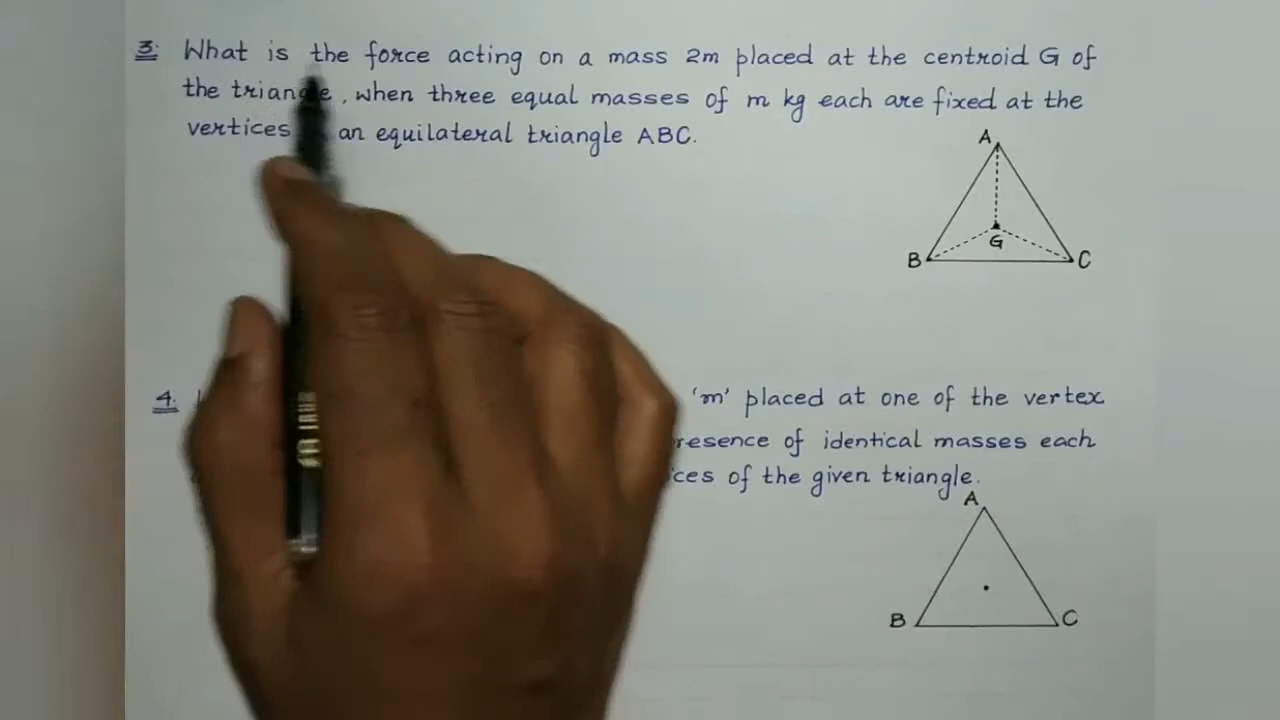 3. What is the force acting on a mass 2m placed at the centroid G of
the triangle, when three equal masses of m kg each are fixed at the
vertices an equilateral triangle ABC.
A
G
B
C
4. 'm' placed at one of the vertex
of identical masses each
of the given triangle.
A
B
C